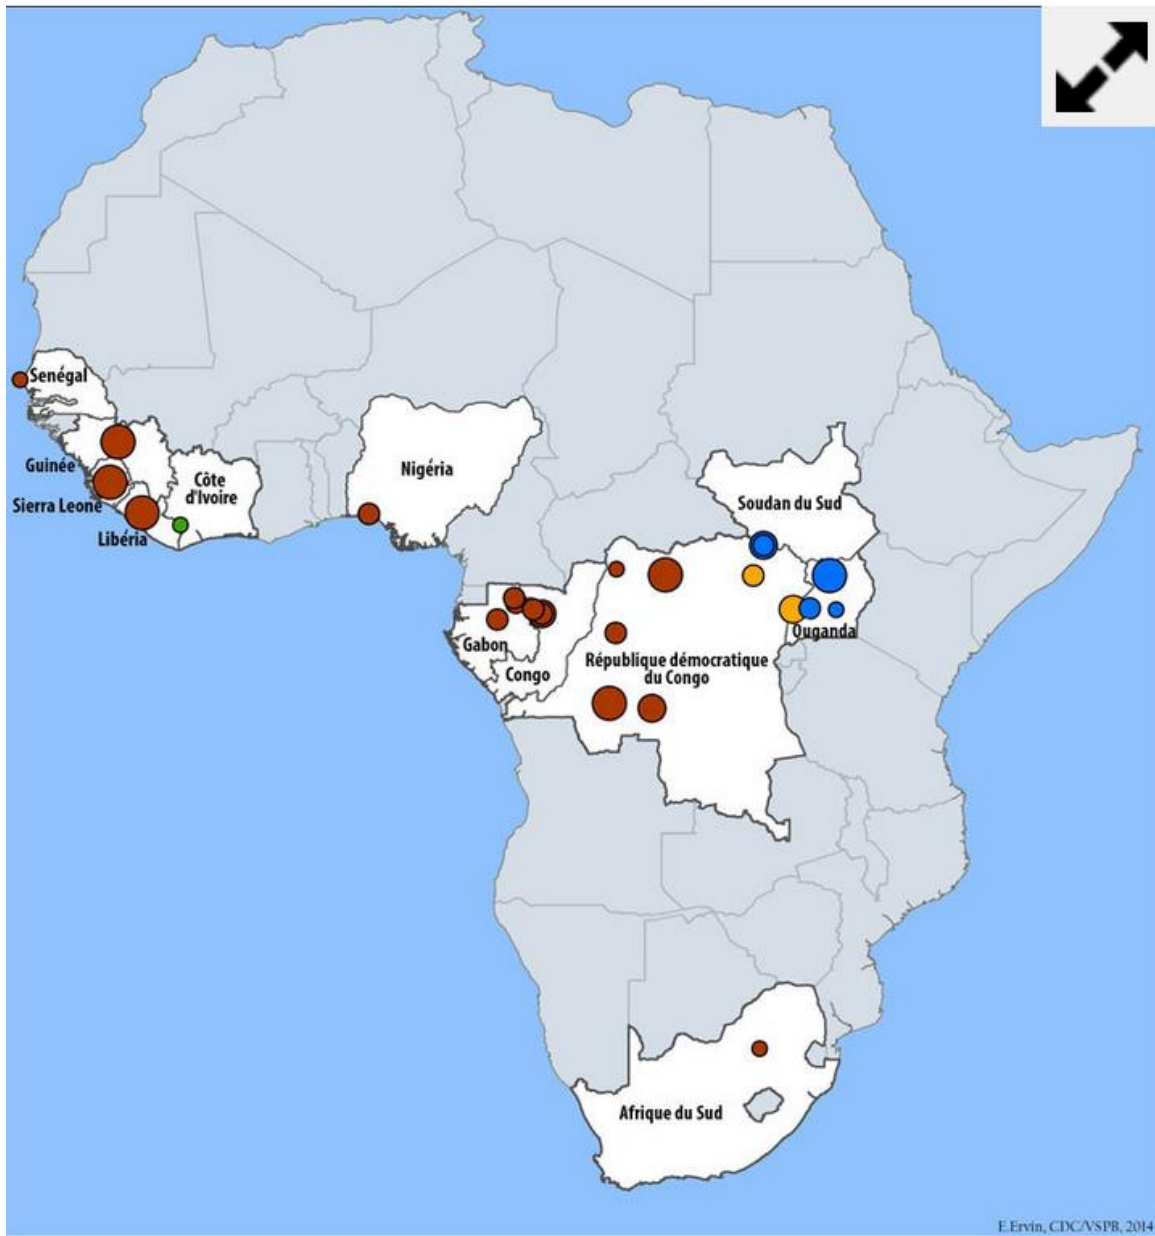 Senégal
Guinée
Sierra Leone
Côte
d'Ivoire
Libéria
Nigéria
Soudan du Sud
Ouganda
Gabon
Congo
République démocratique
du Congo
Afrique du Sud
E.Ervin, CDC/VSPB, 2014